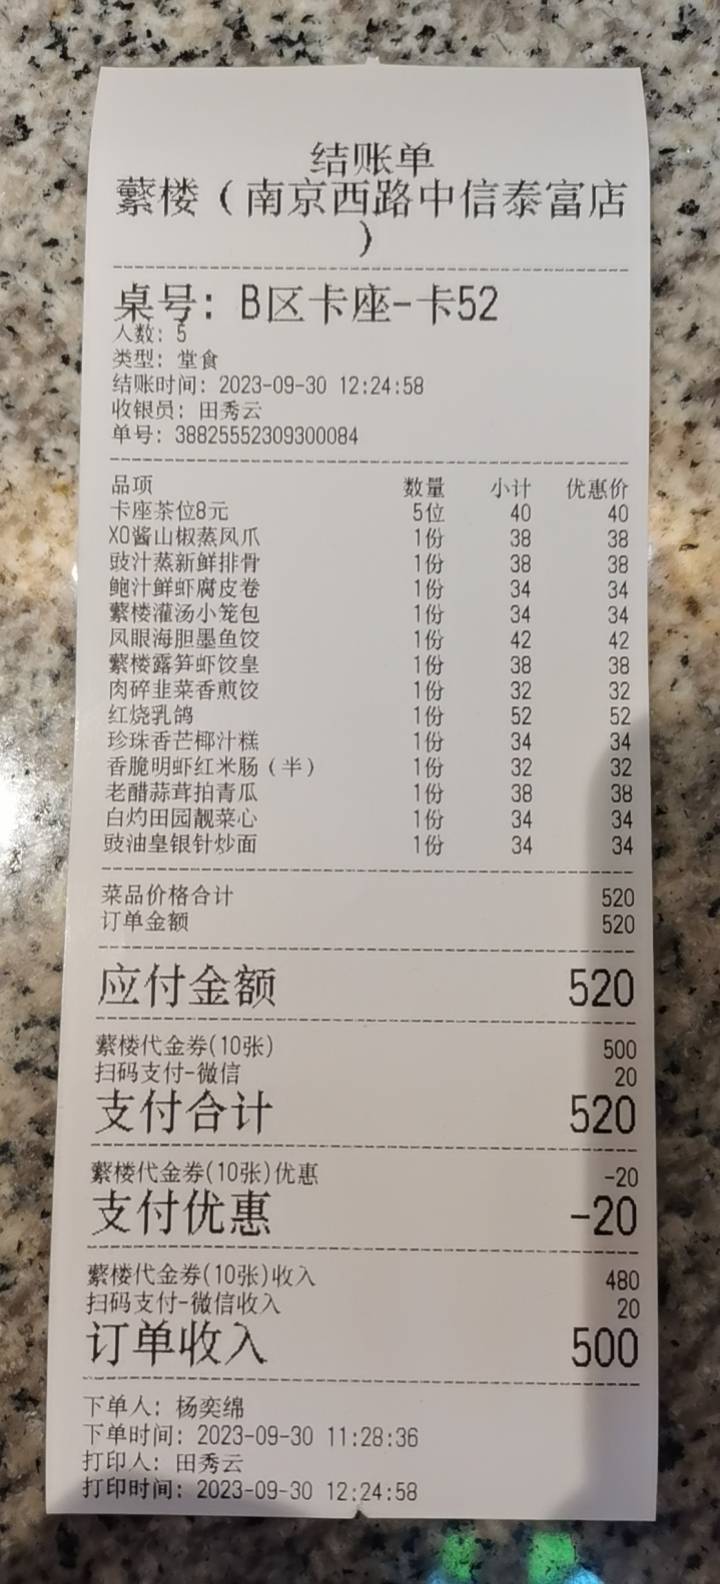 结账单
蘩楼（南京西路中信泰富店
）
桌号: B区卡座-卡52
人数: 5
类型: 堂食
结账时间: 2023-09-30 12:24:58
收银员: 田秀云
单号: 38825552309300084
品项 数量 小计 优惠价
卡座茶位8元 5位 40 40
XO酱山椒蒸凤爪 1份 38 38
豉汁蒸新鲜排骨 1份 38 38
鲍汁鲜虾腐皮卷 1份 34 34
蘩楼灌汤小笼包 1份 34 34
凤眼海胆墨鱼饺 1份 42 42
蘩楼露笋虾饺皇 1份 38 38
肉碎韭菜香煎饺 1份 32 32
红烧乳鸽 1份 52 52
珍珠香芒椰汁糕 1份 34 34
香脆明虾红米肠（半） 1份 32 32
老醋蒜茸拍青瓜 1份 38 38
白灼田园靓菜心 1份 34 34
豉油皇银针炒面 1份 34 34
菜品价格合计 520
订单金额 520
应付金额 520
蘩楼代金券(10张) 500
扫码支付-微信 20
支付合计 520
蘩楼代金券(10张)优惠 -20
支付优惠 -20
蘩楼代金券(10张)收入 480
扫码支付-微信收入 20
订单收入 500
下单人: 杨奕绵
下单时间: 2023-09-30 11:28:36
打印人: 田秀云
打印时间: 2023-09-30 12:24:58